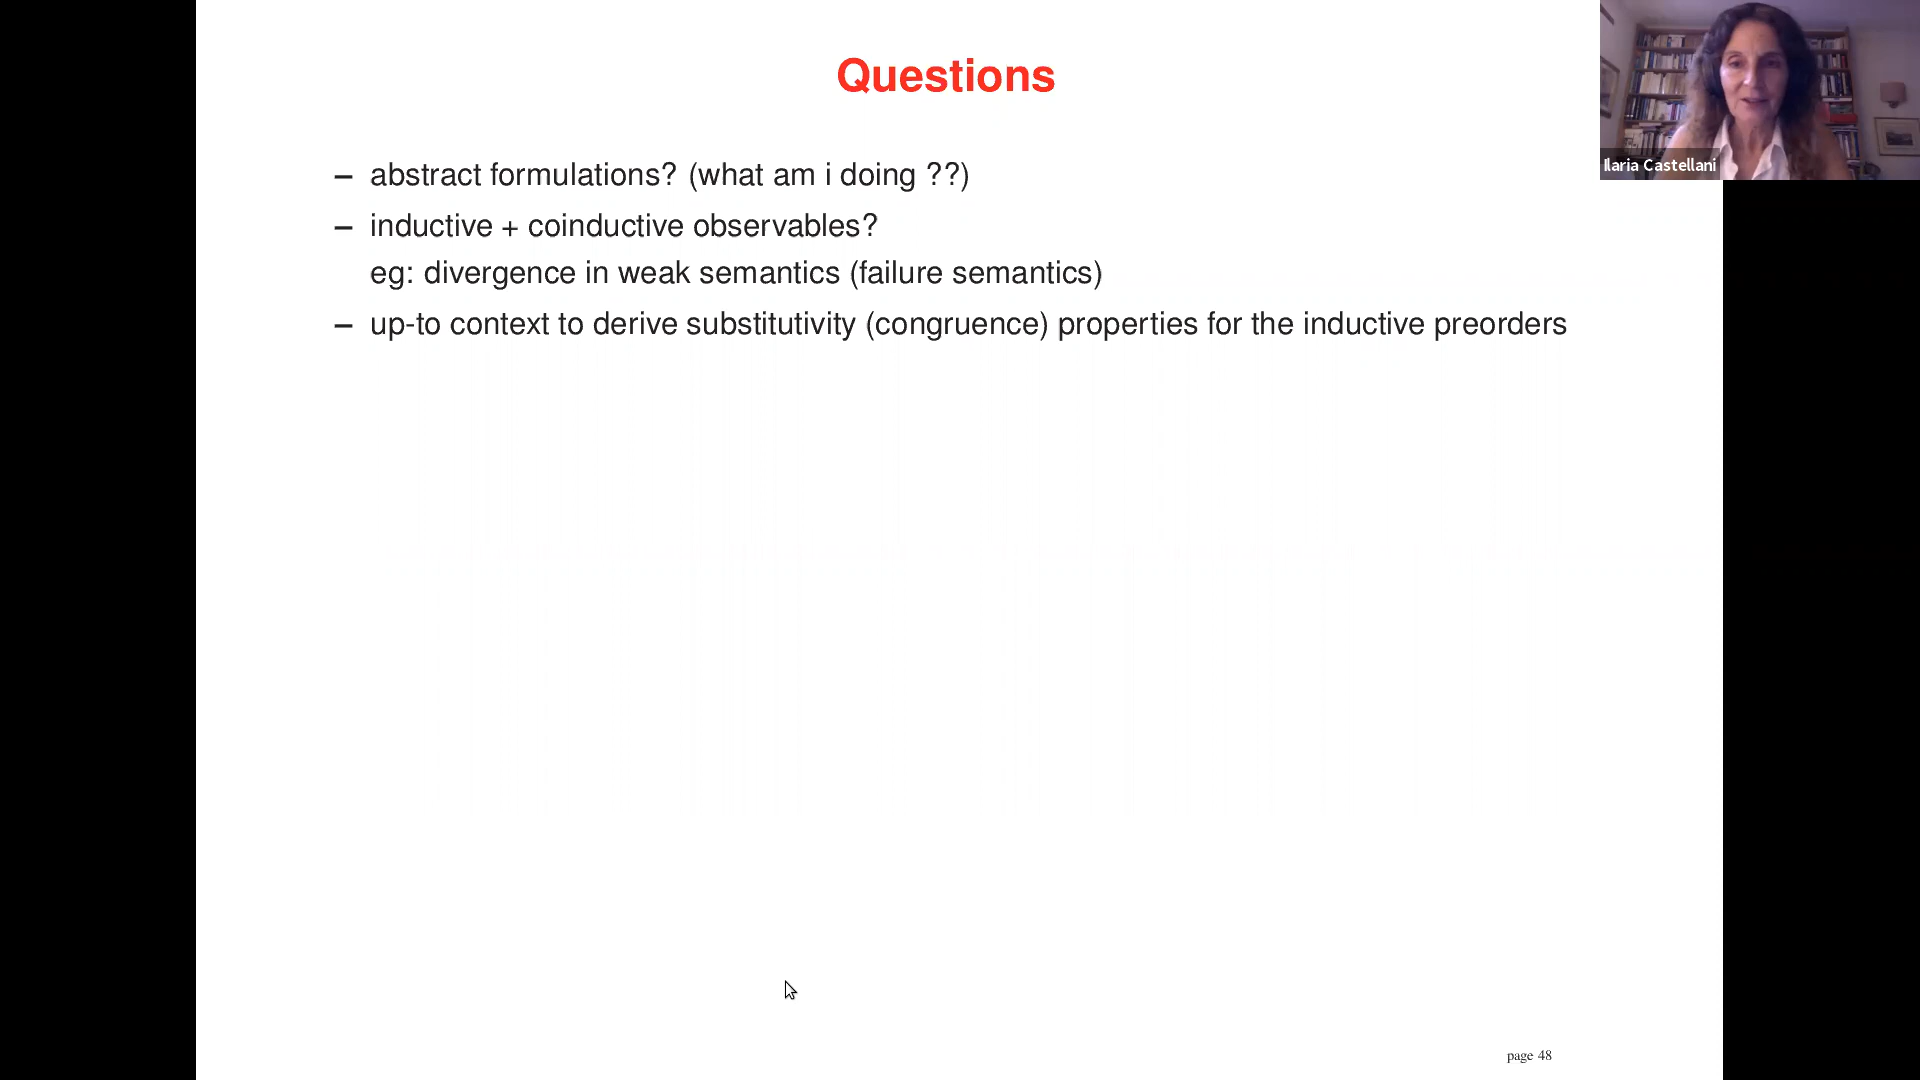 Questions
– abstract formulations? (what am i doing ??)
– inductive + coinductive observables?
eg: divergence in weak semantics (failure semantics)
– up-to context to derive substitutivity (congruence) properties for the inductive preorders
Ilaria Castellani
page 48